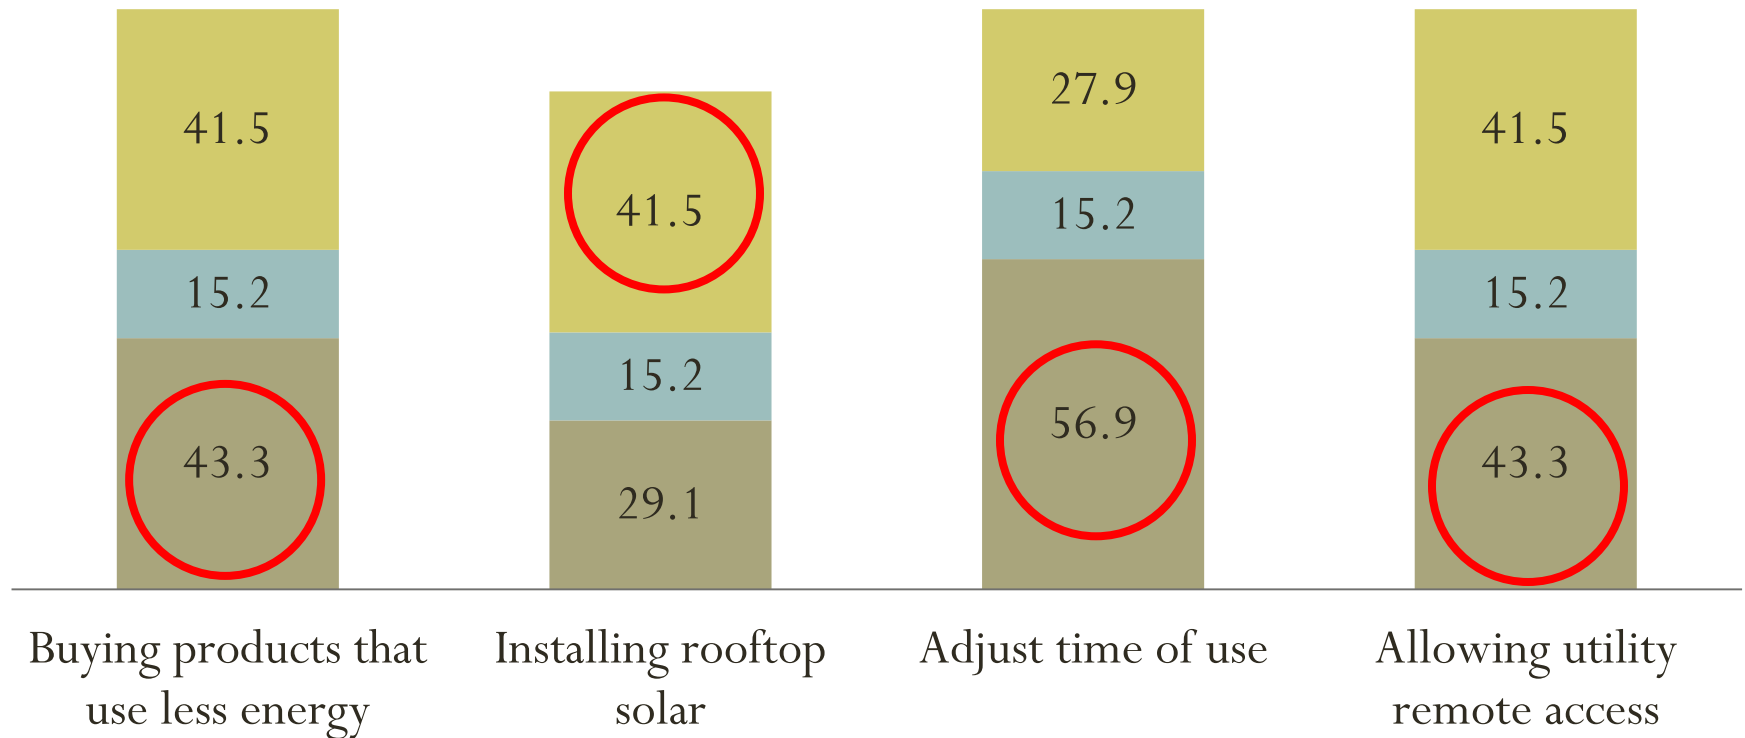 41.5
15.2
43.3
41.5
15.2
29.1
27.9
15.2
56.9
41.5
15.2
43.3
Buying products that
use less energy
Installing rooftop
solar
Adjust time of use
Allowing utility
remote access